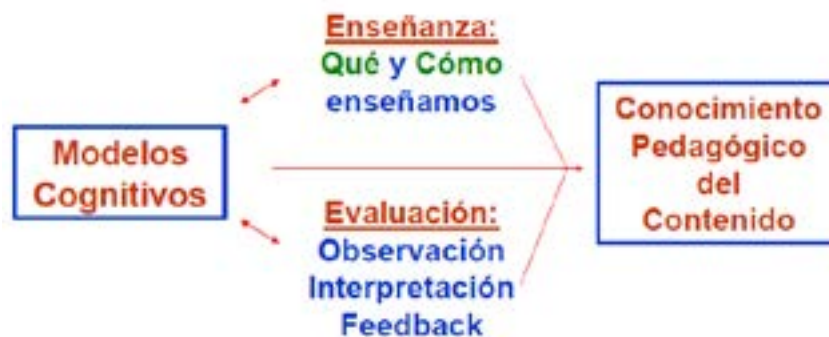 Modelos
Cognitivos
Enseñanza:
Qué y Cómo
enseñamos
Evaluación:
Observación
Interpretación
Feedback
Conocimiento
Pedagógico
del
Contenido